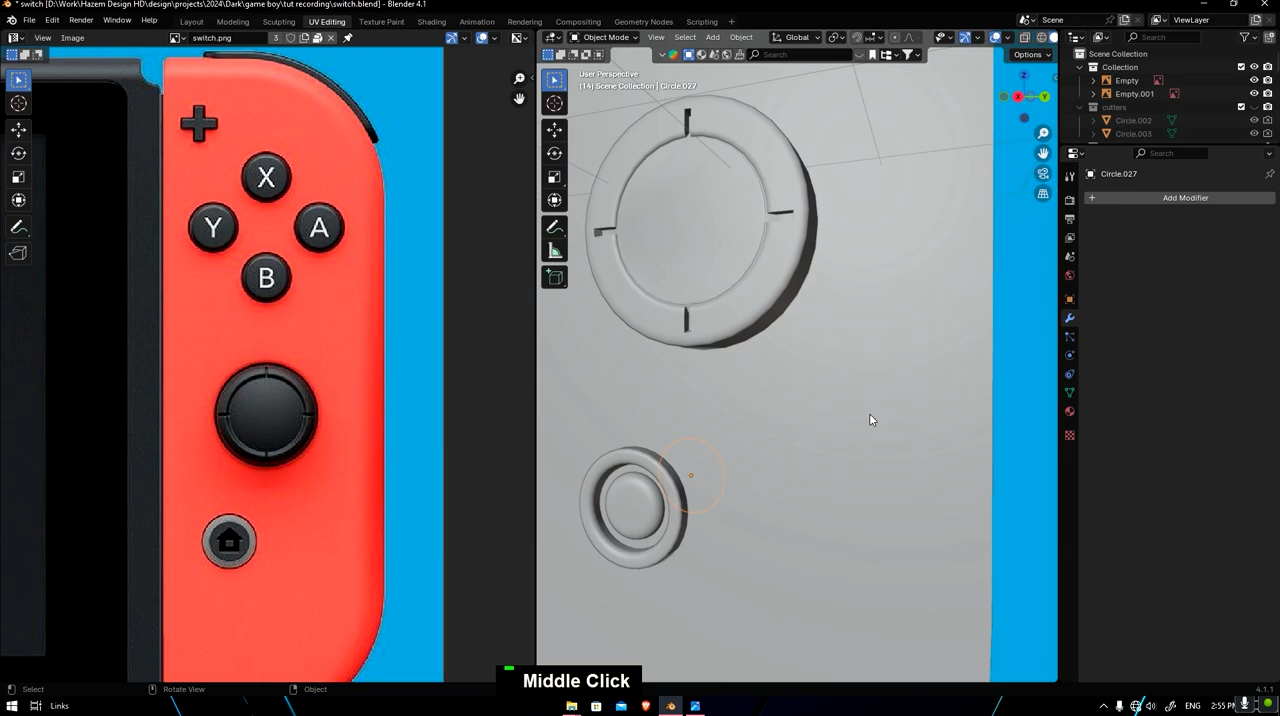 * switch [D:\Work\Hazem Design HD\design\projects\2024\Dark\game boy\tut recording\switch.blend] - Blender 4.1
File Edit Render Window Help Layout Modeling Sculpting UV Editing Texture Paint Shading Animation Rendering Compositing Geometry Nodes Scripting + Scene ViewLayer
View Image switch.png 3 Object Mode View Select Add Object Global Search
Search Options
User Perspective
(14) Scene Collection | Circle.027
Scene Collection
Collection
Empty
Empty.001
cutters
Circle.002
Circle.003
Search
Circle.027
+ Add Modifier
Z
X
Y
X
Y
A
B
Middle Click
Select Rotate View Object 4.1.1
Links ENG 2:55 PM